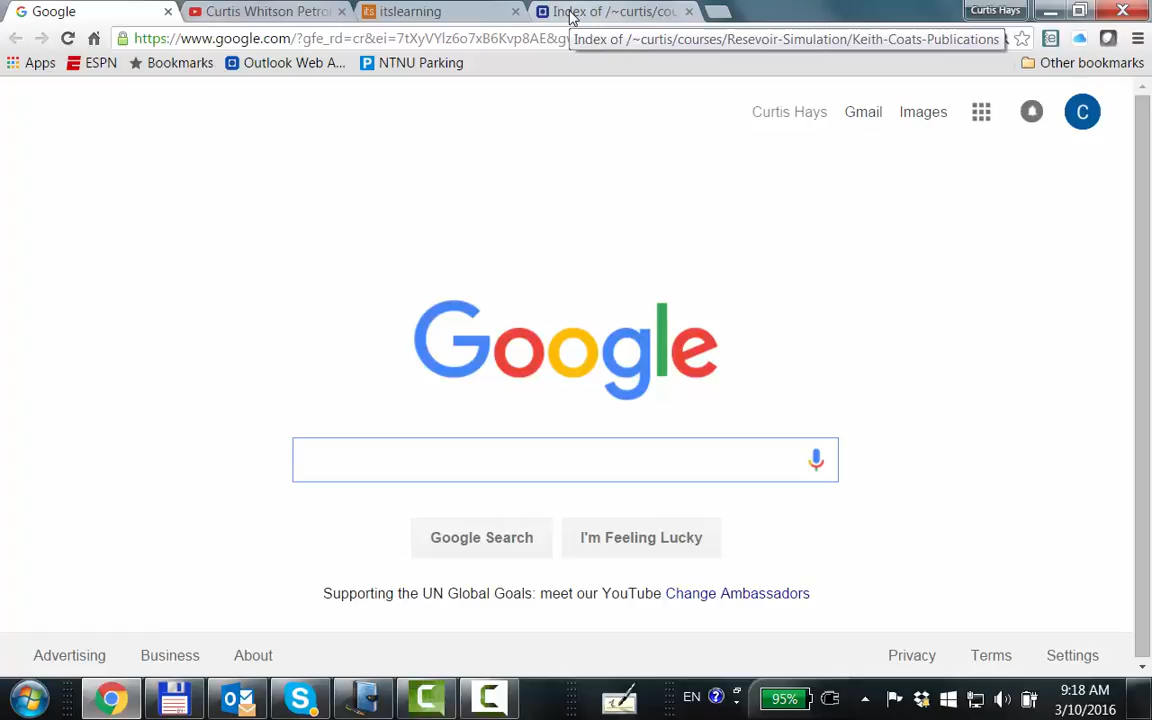 Google
Curtis Whitson Petrol
itslearning
Index of /~curtis/cou
Curtis Hays
https://www.google.com/?gfe_rd=cr&ei=7tXyVYlz6o7xB6Kvp8AE&g
Index of /~curtis/courses/Resevoir-Simulation/Keith-Coats-Publications
Apps
ESPN
Bookmarks
Outlook Web A...
NTNU Parking
Other bookmarks
Curtis Hays
Gmail
Images
C
Google
Google Search
I'm Feeling Lucky
Supporting the UN Global Goals: meet our YouTube Change Ambassadors
Advertising
Business
About
Privacy
Terms
Settings
EN
95%
9:18 AM
3/10/2016